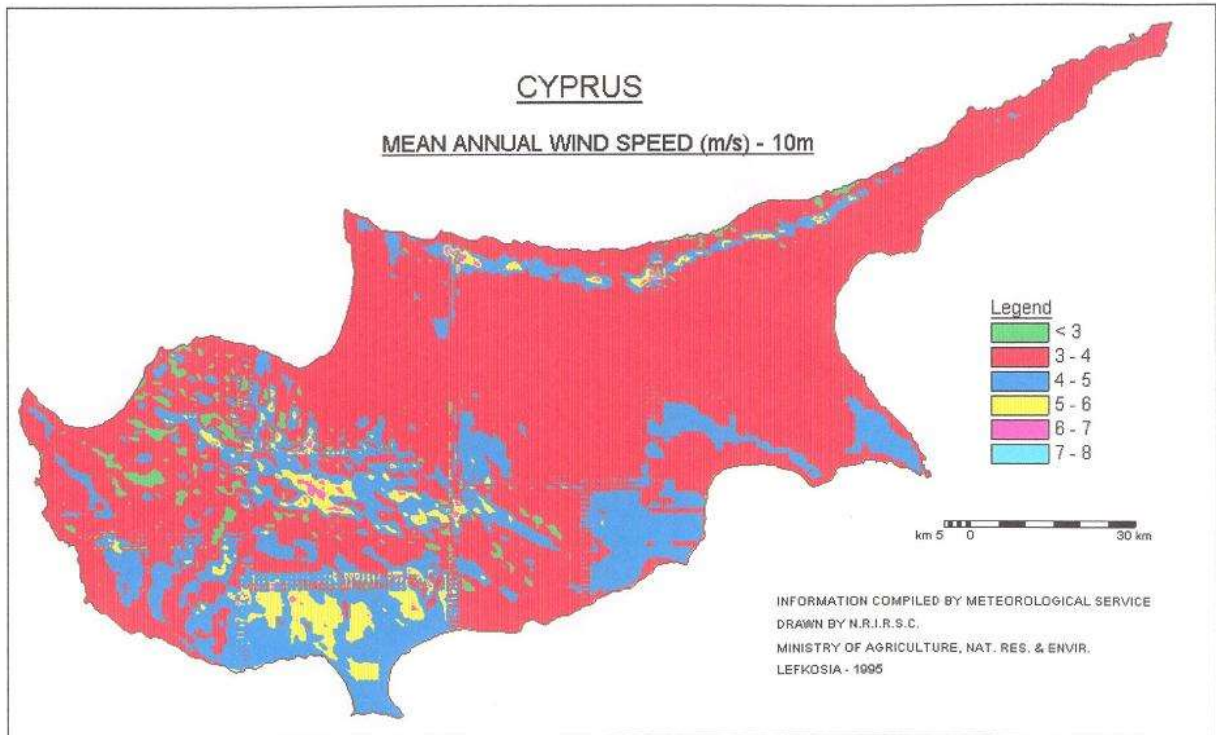 CYPRUS
MEAN ANNUAL WIND SPEED (m/s) - 10m
Legend
< 3
3 - 4
4 - 5
5 - 6
6 - 7
7 - 8
km 5 0 30 km
INFORMATION COMPILED BY METEOROLOGICAL SERVICE
DRAWN BY N.R.I.R.S.C.
MINISTRY OF AGRICULTURE, NAT. RES. & ENVIR.
LEFKOSIA - 1995